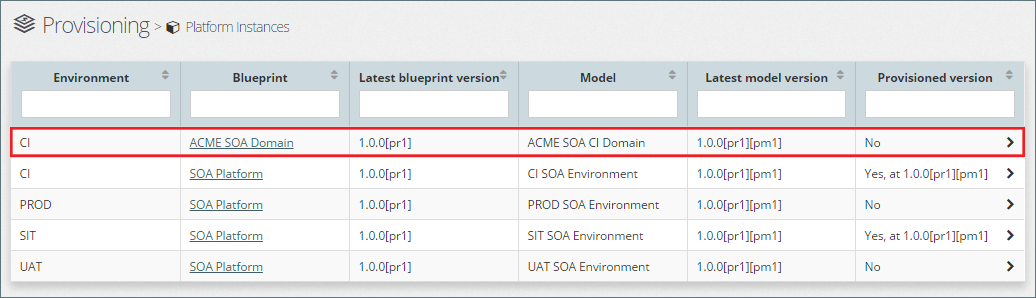 Provisioning > Platform Instances
Environment Blueprint Latest blueprint version Model Latest model version Provisioned version
CI ACME SOA Domain 1.0.0[pr1] ACME SOA CI Domain 1.0.0[pr1][pm1] No
CI SOA Platform 1.0.0[pr1] CI SOA Environment 1.0.0[pr1][pm1] Yes, at 1.0.0[pr1][pm1]
PROD SOA Platform 1.0.0[pr1] PROD SOA Environment 1.0.0[pr1][pm1] No
SIT SOA Platform 1.0.0[pr1] SIT SOA Environment 1.0.0[pr1][pm1] Yes, at 1.0.0[pr1][pm1]
UAT SOA Platform 1.0.0[pr1] UAT SOA Environment 1.0.0[pr1][pm1] No